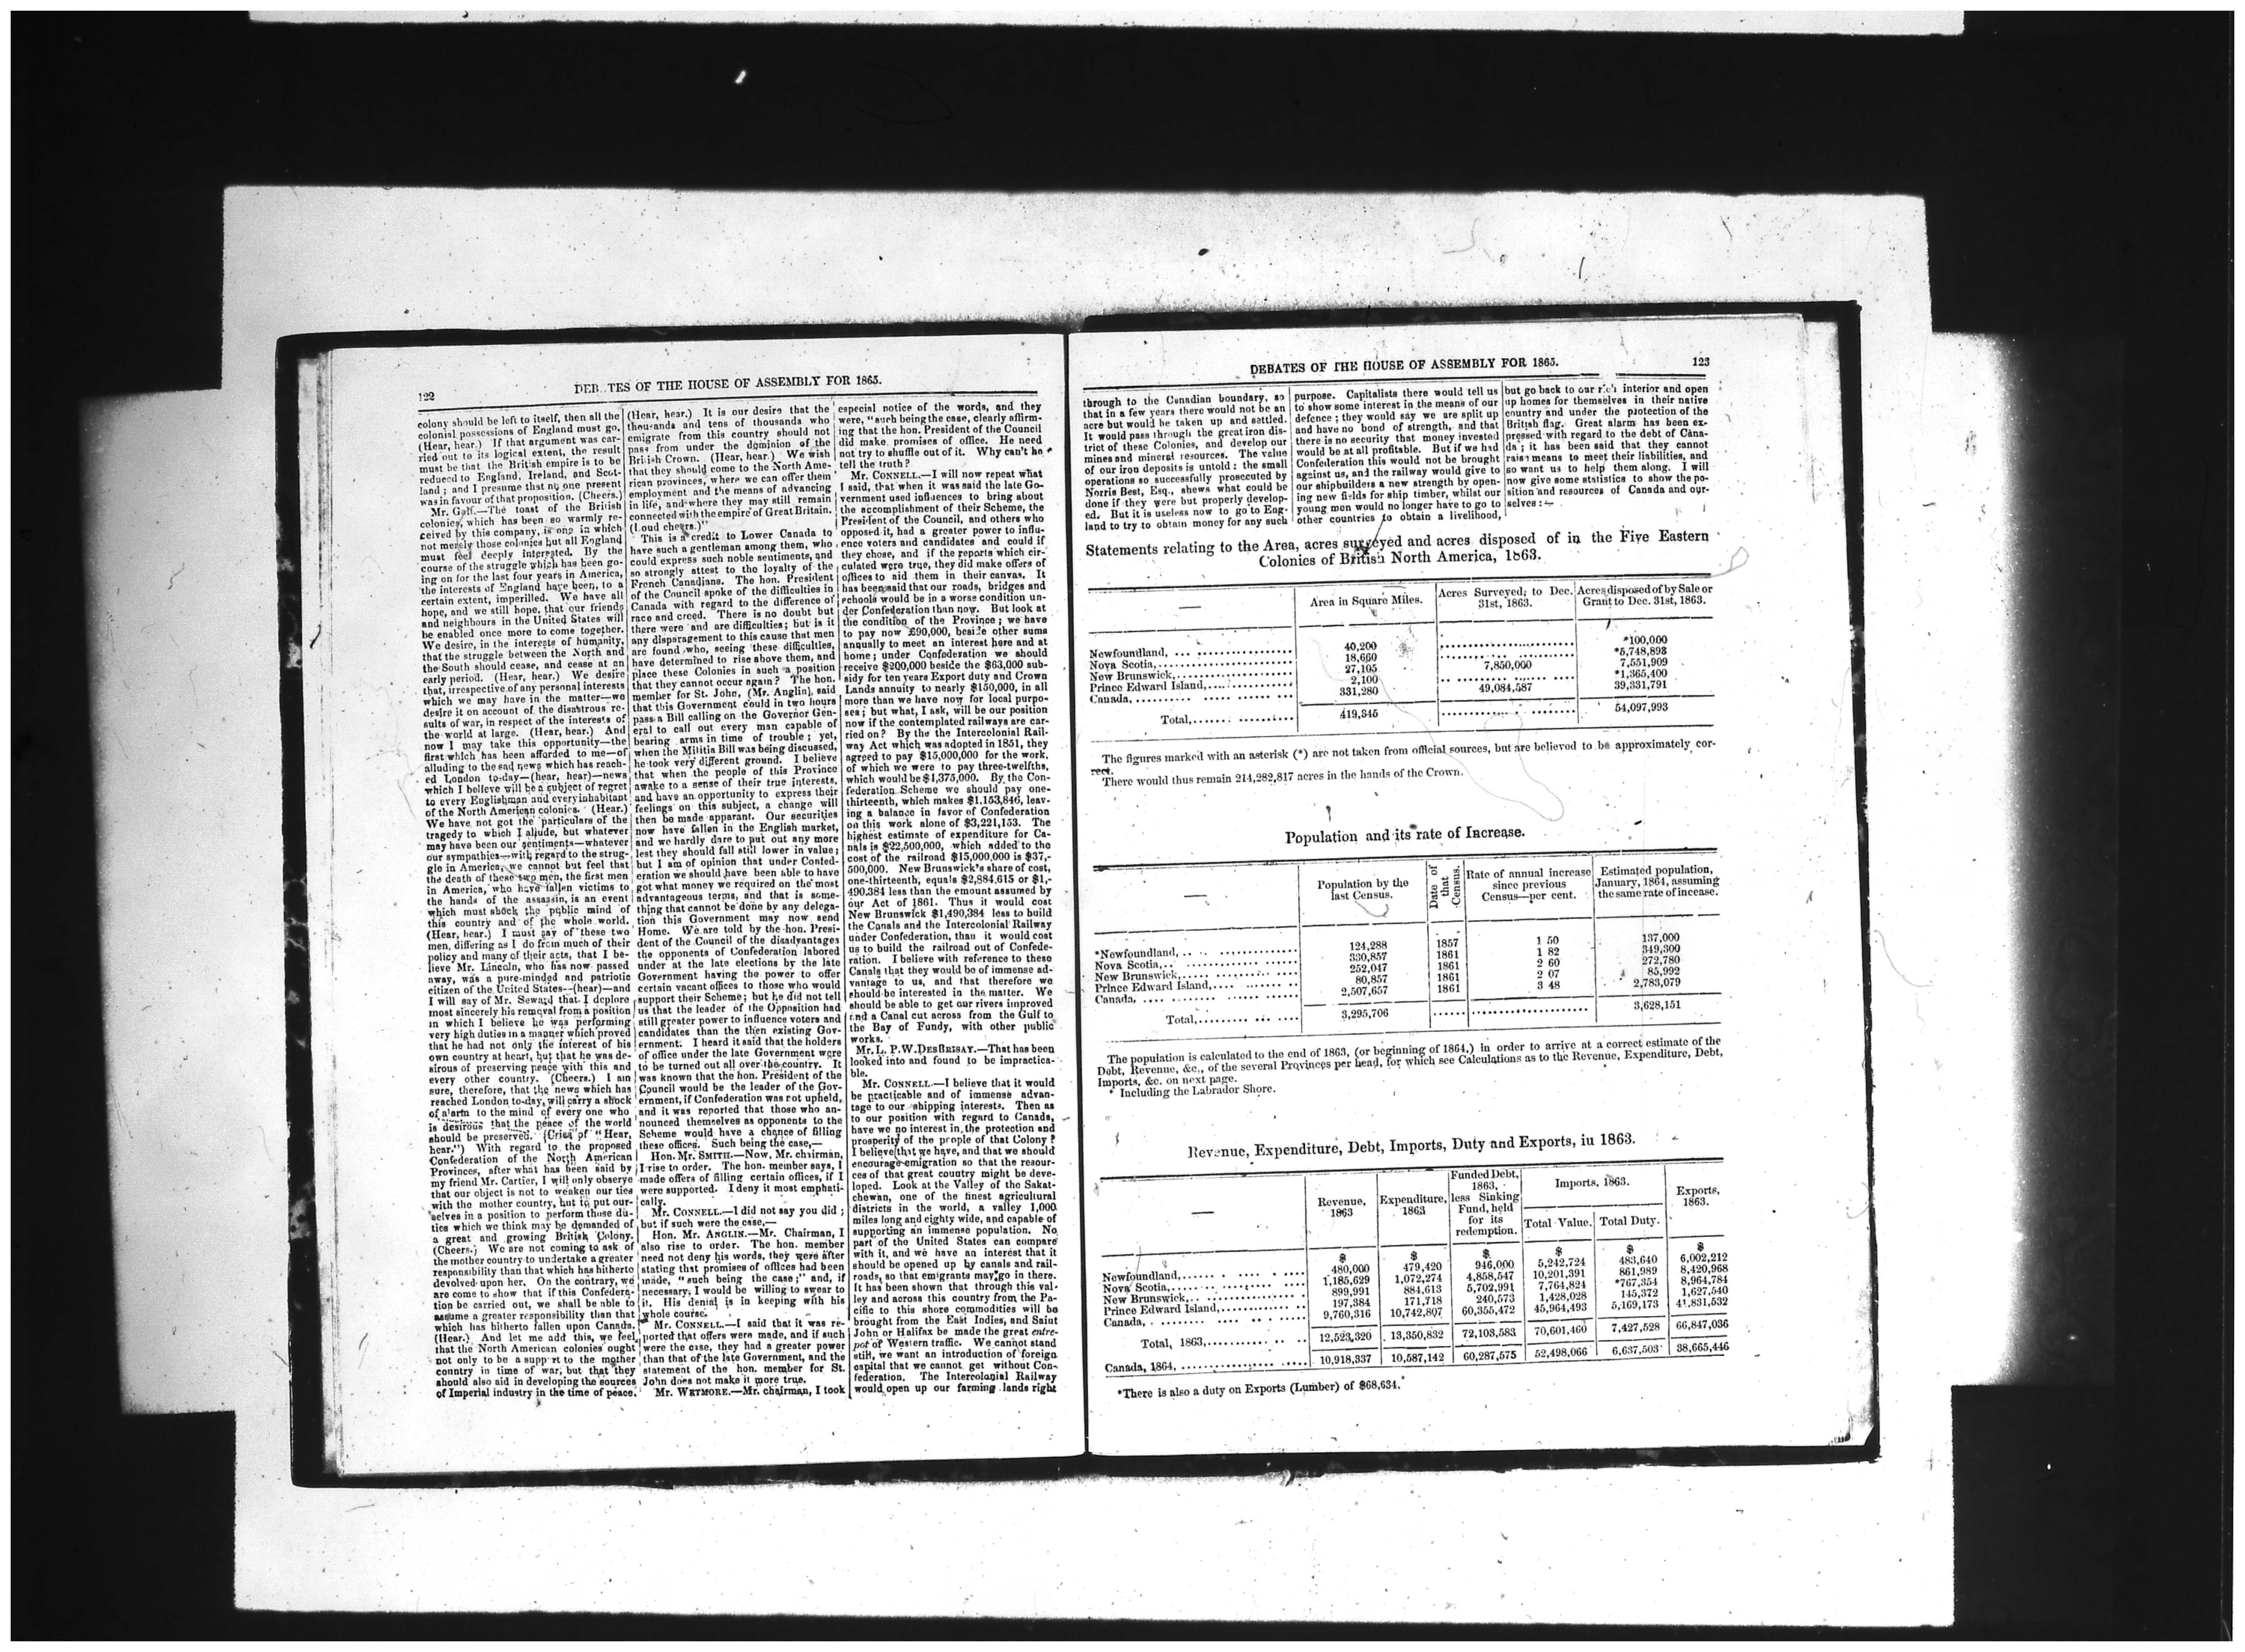 122
DEB TES OF THE HOUSE OF ASSEMBLY FOR 1865.
colony should be left to itself, then all the
colonial possessions of England must go.
(Hear, hear.) If that argument was car-
ried out to its logical extent, the result
must be that the British empire is to be
reduced to England, Ireland, and Scot-
land; and I presume that no one present
was in favour of that proposition. (Cheers.)
Mr. Galt.—The toast of the British
colonies, which has been so warmly re-
ceived by this company, is one in which
not merely those colonies but all England
must feel deeply interested. By the
course of the struggle which has been go-
ing on for the last four years in America,
the interests of England have been, to a
certain extent, imperilled. We have all
hope, and we still hope, that our friends
and neighbours in the United States will
be enabled once more to come together.
We desire, in the interests of humanity,
that the struggle between the North and
the South should cease, and cease at an
early period. (Hear, hear.) We desire
that, irrespective of any personal interests
which we may have in the matter—we
desire it on account of the disastrous re-
sults of war, in respect of the interests of
the world at large. (Hear, hear.) And
now I may take this opportunity—the
first which has been afforded to me—of
alluding to the sad news which has reach-
ed London to-day—(hear, hear)—news
which I believe will be a subject of regret
to every Englishman and every inhabitant
of the North American colonies. (Hear.)
We have not got the particulars of the
tragedy to which I allude, but whatever
may have been our sentiments—whatever
our sympathies—with regard to the strug-
gle in America, we cannot but feel that
the death of these two men, the first men
in America, who have fallen victims to
the hands of the assassin, is an event
which must shock the public mind of
this country and of the whole world.
(Hear, hear.) I must say of these two
men, differing as I do from much of their
policy and many of their acts, that I be-
lieve Mr. Lincoln, who has now passed
away, was a pure-minded and patriotic
citizen of the United States--(hear)—and
I will say of Mr. Seward that I deplore
most sincerely his removal from a position
in which I believe he was performing
very high duties in a manner which proved
that he had not only the interest of his
own country at heart, but that he was de-
sirous of preserving peace with this and
every other country. (Cheers.) I am
sure, therefore, that the news which has
reached London to-day, will carry a shock
of alarm to the mind of every one who
is desirous that the peace of the world
should be preserved. (Cries of "Hear,
hear.") With regard to the proposed
Confederation of the North American
Provinces, after what has been said by
my friend Mr. Cartier, I will only observe
that our object is not to weaken our ties
with the mother country, but to put our-
selves in a position to perform those du-
ties which we think may be demanded of
a great and growing British Colony.
(Cheers.) We are not coming to ask of
the mother country to undertake a greater
responsibility than that which has hitherto
devolved upon her. On the contrary, we
are come to show that if this Confedera-
tion be carried out, we shall be able to
assume a greater responsibility than that
which has hitherto fallen upon Canada.
(Hear.) And let me add this, we feel
that the North American colonies ought
not only to be a supp rt to the mother
country in time of war, but that they
should also aid in developing the sources
of Imperial industry in the time of peace.
(Hear, hear.) It is our desire that the
thousands and tens of thousands who
emigrate from this country should not
pass from under the dominion of the
British Crown. (Hear, hear.) We wish
that they should come to the North Ame-
rican provinces, where we can offer them
employment and the means of advancing
in life, and where they may still remain
connected with the empire of Great Britain.
(Loud cheers.)"
This is a credit to Lower Canada to
have such a gentleman among them, who
could express such noble sentiments, and
so strongly attest to the loyalty of the
French Canadians. The hon. President
of the Council spoke of the difficulties in
Canada with regard to the difference of
race and creed. There is no doubt but
there were and are difficulties; but is it
any disparagement to this cause that men
are found who, seeing these difficulties,
have determined to rise above them, and
place these Colonies in such a position
that they cannot occur again? The hon.
member for St. John, (Mr. Anglin), said
that this Government could in two hours
pass a Bill calling on the Governor Gen-
eral to call out every man capable of
bearing arms in time of trouble; yet,
when the Militia Bill was being discussed,
he took very different ground. I believe
that when the people of this Province
awake to a sense of their true interests,
and have an opportunity to express their
feelings on this subject, a change will
then be made apparant. Our securities
now have fallen in the English market,
and we hardly dare to put out any more
lest they should fall still lower in value;
but I am of opinion that under Confed-
eration we should have been able to have
got what money we required on the most
advantageous terms, and that is some-
thing that cannot be done by any delega-
tion this Government may now send
Home. We are told by the hon. Presi-
dent of the Council of the disadvantages
the opponents of Confederation labored
under at the late elections by the late
Government having the power to offer
certain vacant offices to those who would
support their Scheme; but he did not tell
us that the leader of the Opposition had
still greater power to influence voters and
candidates than the then existing Gov-
ernment. I heard it said that the holders
of office under the late Government were
to be turned out all over the country. It
was known that the hon. President of the
Council would be the leader of the Gov-
ernment, if Confederation was not upheld,
and it was reported that those who an-
nounced themselves as opponents to the
Scheme would have a chance of filling
these offices. Such being the case,—
Hon. Mr. SMITH.—Now, Mr. chairman,
I rise to order. The hon. member says, I
made offers of filling certain offices, if I
were supported. I deny it most emphati-
cally.
Mr. CONNELL.—I did not say you did;
but if such were the case,—
Hon. Mr. ANGLIN.—Mr. Chairman, I
also rise to order. The hon. member
need not deny his words, they were after
stating that promises of offices had been
made, "such being the case;" and, if
necessary, I would be willing to swear to
it. His denial is in keeping with his
whole course.
Mr. CONNELL.—I said that it was re-
ported that offers were made, and if such
were the case, they had a greater power
than that of the late Government, and the
statement of the hon. member for St.
John does not make it more true.
Mr. WETMORE.—Mr. chairman, I took
especial notice of the words, and they
were, "such being the case, clearly affirm-
ing that the hon. President of the Council
did make promises of office. He need
not try to shuffle out of it. Why can't he
tell the truth?
Mr. CONNELL.—I will now repeat what
I said, that when it was said the late Go-
vernment used influences to bring about
the accomplishment of their Scheme, the
President of the Council, and others who
opposed it, had a greater power to influ-
ence voters and candidates and could if
they chose, and if the reports which cir-
culated were true, they did make offers of
offices to aid them in their canvas. It
has been said that our roads, bridges and
schools would be in a worse condition un-
der Confederation than now. But look at
the condition of the Province; we have
to pay now £90,000, beside other sums
annually to meet an interest here and at
home; under Confederation we should
receive $200,000 beside the $63,000 sub-
sidy for ten years Export duty and Crown
Lands annuity to nearly $150,000, in all
more than we have now for local purpo-
ses; but what, I ask, will be our position
now if the contemplated railways are car-
ried on? By the the Intercolonial Rail-
way Act which was adopted in 1851, they
agreed to pay $15,000,000 for the work,
of which we were to pay three-twelfths,
which would be $1,375,000. By the Con-
federation Scheme we should pay one-
thirteenth, which makes $1,153,846, leav-
ing a balance in favor of Confederation
on this work alone of $3,221,153. The
highest estimate of expenditure for Ca-
nals is $22,500,000, which added to the
cost of the railroad $15,000,000 is $37,-
500,000. New Brunswick's share of cost,
one-thirteenth, equals $2,884,615 or $1,-
490,384 less than the emount assumed by
our Act of 1861. Thus it would cost
New Brunswick $1,490,384 less to build
the Canals and the Intercolonial Railway
under Confederation, than it would cost
us to build the railroad out of Confede-
ration. I believe with reference to these
Canals that they would be of immense ad-
vantage to us, and that therefore we
should be interested in the matter. We
should be able to get our rivers improved
and a Canal cut across from the Gulf to
the Bay of Fundy, with other public
works.
Mr. L. P. W. DESBRISAY.—That has been
looked into and found to be impractica-
ble.
Mr. CONNELL.—I believe that it would
be practicable and of immense advan-
tage to our shipping interests. Then as
to our position with regard to Canada,
have we no interest in the protection and
prosperity of the prople of that Colony?
I believe that we have, and that we should
encourage emigration so that the resour-
ces of that great country might be deve-
loped. Look at the Valley of the Sakat-
chewan, one of the finest agricultural
districts in the world, a valley 1,000
miles long and eighty wide, and capable of
supporting an immense population. No
part of the United States can compare
with it, and we have an interest that it
should be opened up by canals and rail-
roads, so that emigrants may go in there.
It has been shown that through this val-
ley and across this country from the Pa-
cific to this shore commodities will be
brought from the East Indies, and Saint
John or Halifax be made the great entre-
pot of Western traffic. We cannot stand
still, we want an introduction of foreign
capital that we cannot get without Con-
federation. The Intercolonial Railway
would open up our farming lands right
DEBATES OF THE HOUSE OF ASSEMBLY FOR 1865.
123
through to the Canadian boundary, so
that in a few years there would not be an
acre but would be taken up and settled.
It would pass through the great iron dis-
trict of these Colonies, and develop our
mines and mineral resources. The value
of our iron deposits is untold: the small
operations so successfully prosecuted by
Norris Best, Esq., shews what could be
done if they were but properly develop-
ed. But it is useless now to go to Eng-
land to try to obtain money for any such
purpose. Capitalists there would tell us
to show some interest in the means of our
defence; they would say we are split up
and have no bond of strength, and that
there is no security that money invested
would be at all profitable. But if we had
Confederation this would not be brought
against us, and the railway would give to
our shipbuilders a new strength by open-
ing new fields for ship timber, whilst our
young men would no longer have to go to
other countries to obtain a livelihood,
but go back to our rich interior and open
up homes for themselves in their native
country and under the protection of the
British flag. Great alarm has been ex-
pressed with regard to the debt of Cana-
da; it has been said that they cannot
raise means to meet their liabilities, and
so want us to help them along. I will
now give some statistics to show the po-
sition and resources of Canada and our-
selves:—
Statements relating to the Area, acres surveyed and acres disposed of in the Five Eastern
Colonies of British North America, 1863.
— Area in Square Miles. Acres Surveyed, to Dec. 31st, 1863. Acres disposed of by Sale or Grant to Dec. 31st, 1863.
Newfoundland, 40,200 *100,000
Nova Scotia, 18,660 *5,748,893
New Brunswick, 27,105 7,850,000 7,551,909
Prince Edward Island, 2,100 *1,365,400
Canada, 331,280 49,084,587 39,331,791
Total, 419,345 54,097,993
The figures marked with an asterisk (*) are not taken from official sources, but are believed to be approximately cor-
rect.
There would thus remain 214,282,817 acres in the hands of the Crown.
Population and its rate of Increase.
— Population by the last Census. Date of that Census. Rate of annual increase since previous Census—per cent. Estimated population, January, 1864, assuming the same rate of incease.
*Newfoundland, 124,288 1857 1 50 137,000
Nova Scotia, 330,857 1861 1 82 349,300
New Brunswick, 252,047 1861 2 60 272,780
Prince Edward Island, 80,857 1861 2 07 85,992
Canada, 2,507,657 1861 3 48 2,783,079
Total, 3,295,706 3,628,151
The population is calculated to the end of 1863, (or beginning of 1864,) in order to arrive at a correct estimate of the
Debt, Revenue, &c., of the several Provinces per head, for which see Calculations as to the Revenue, Expenditure, Debt,
Imports, &c. on next page.
* Including the Labrador Shore.
Revenue, Expenditure, Debt, Imports, Duty and Exports, iu 1863.
— Revenue, 1863 Expenditure, 1863 Funded Debt, 1863, less Sinking Fund, held for its redemption. Imports, 1863. Total Value. Total Duty. Exports, 1863.
$ $ $ $ $ $
Newfoundland, 480,000 479,420 946,000 5,242,724 483,640 6,002,212
Nova Scotia, 1,185,629 1,072,274 4,858,547 10,201,391 861,989 8,420,968
New Brunswick, 899,991 884,613 5,702,991 7,764,824 *767,354 8,964,784
Prince Edward Island, 197,384 171,718 240,573 1,428,028 145,372 1,627,540
Canada, 9,760,316 10,742,807 60,355,472 45,964,493 5,169,173 41,831,532
Total, 1863, 12,523,320 13,350,832 72,103,583 70,601,460 7,427,528 66,847,036
Canada, 1864, 10,918,337 10,587,142 60,287,575 52,498,066 6,637,503 38,665,446
*There is also a duty on Exports (Lumber) of $68,634.